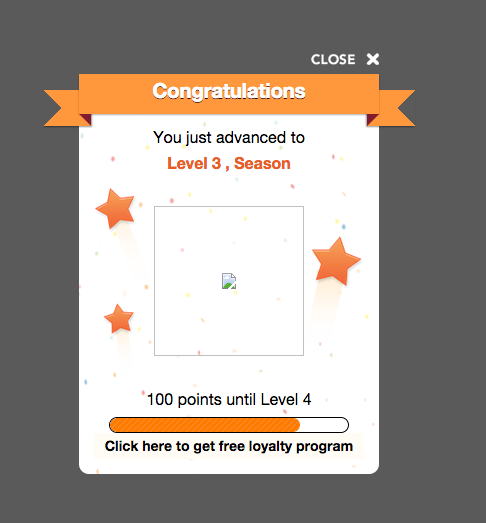 CLOSE
Congratulations
You just advanced to
Level 3 , Season
100 points until Level 4
Click here to get free loyalty program